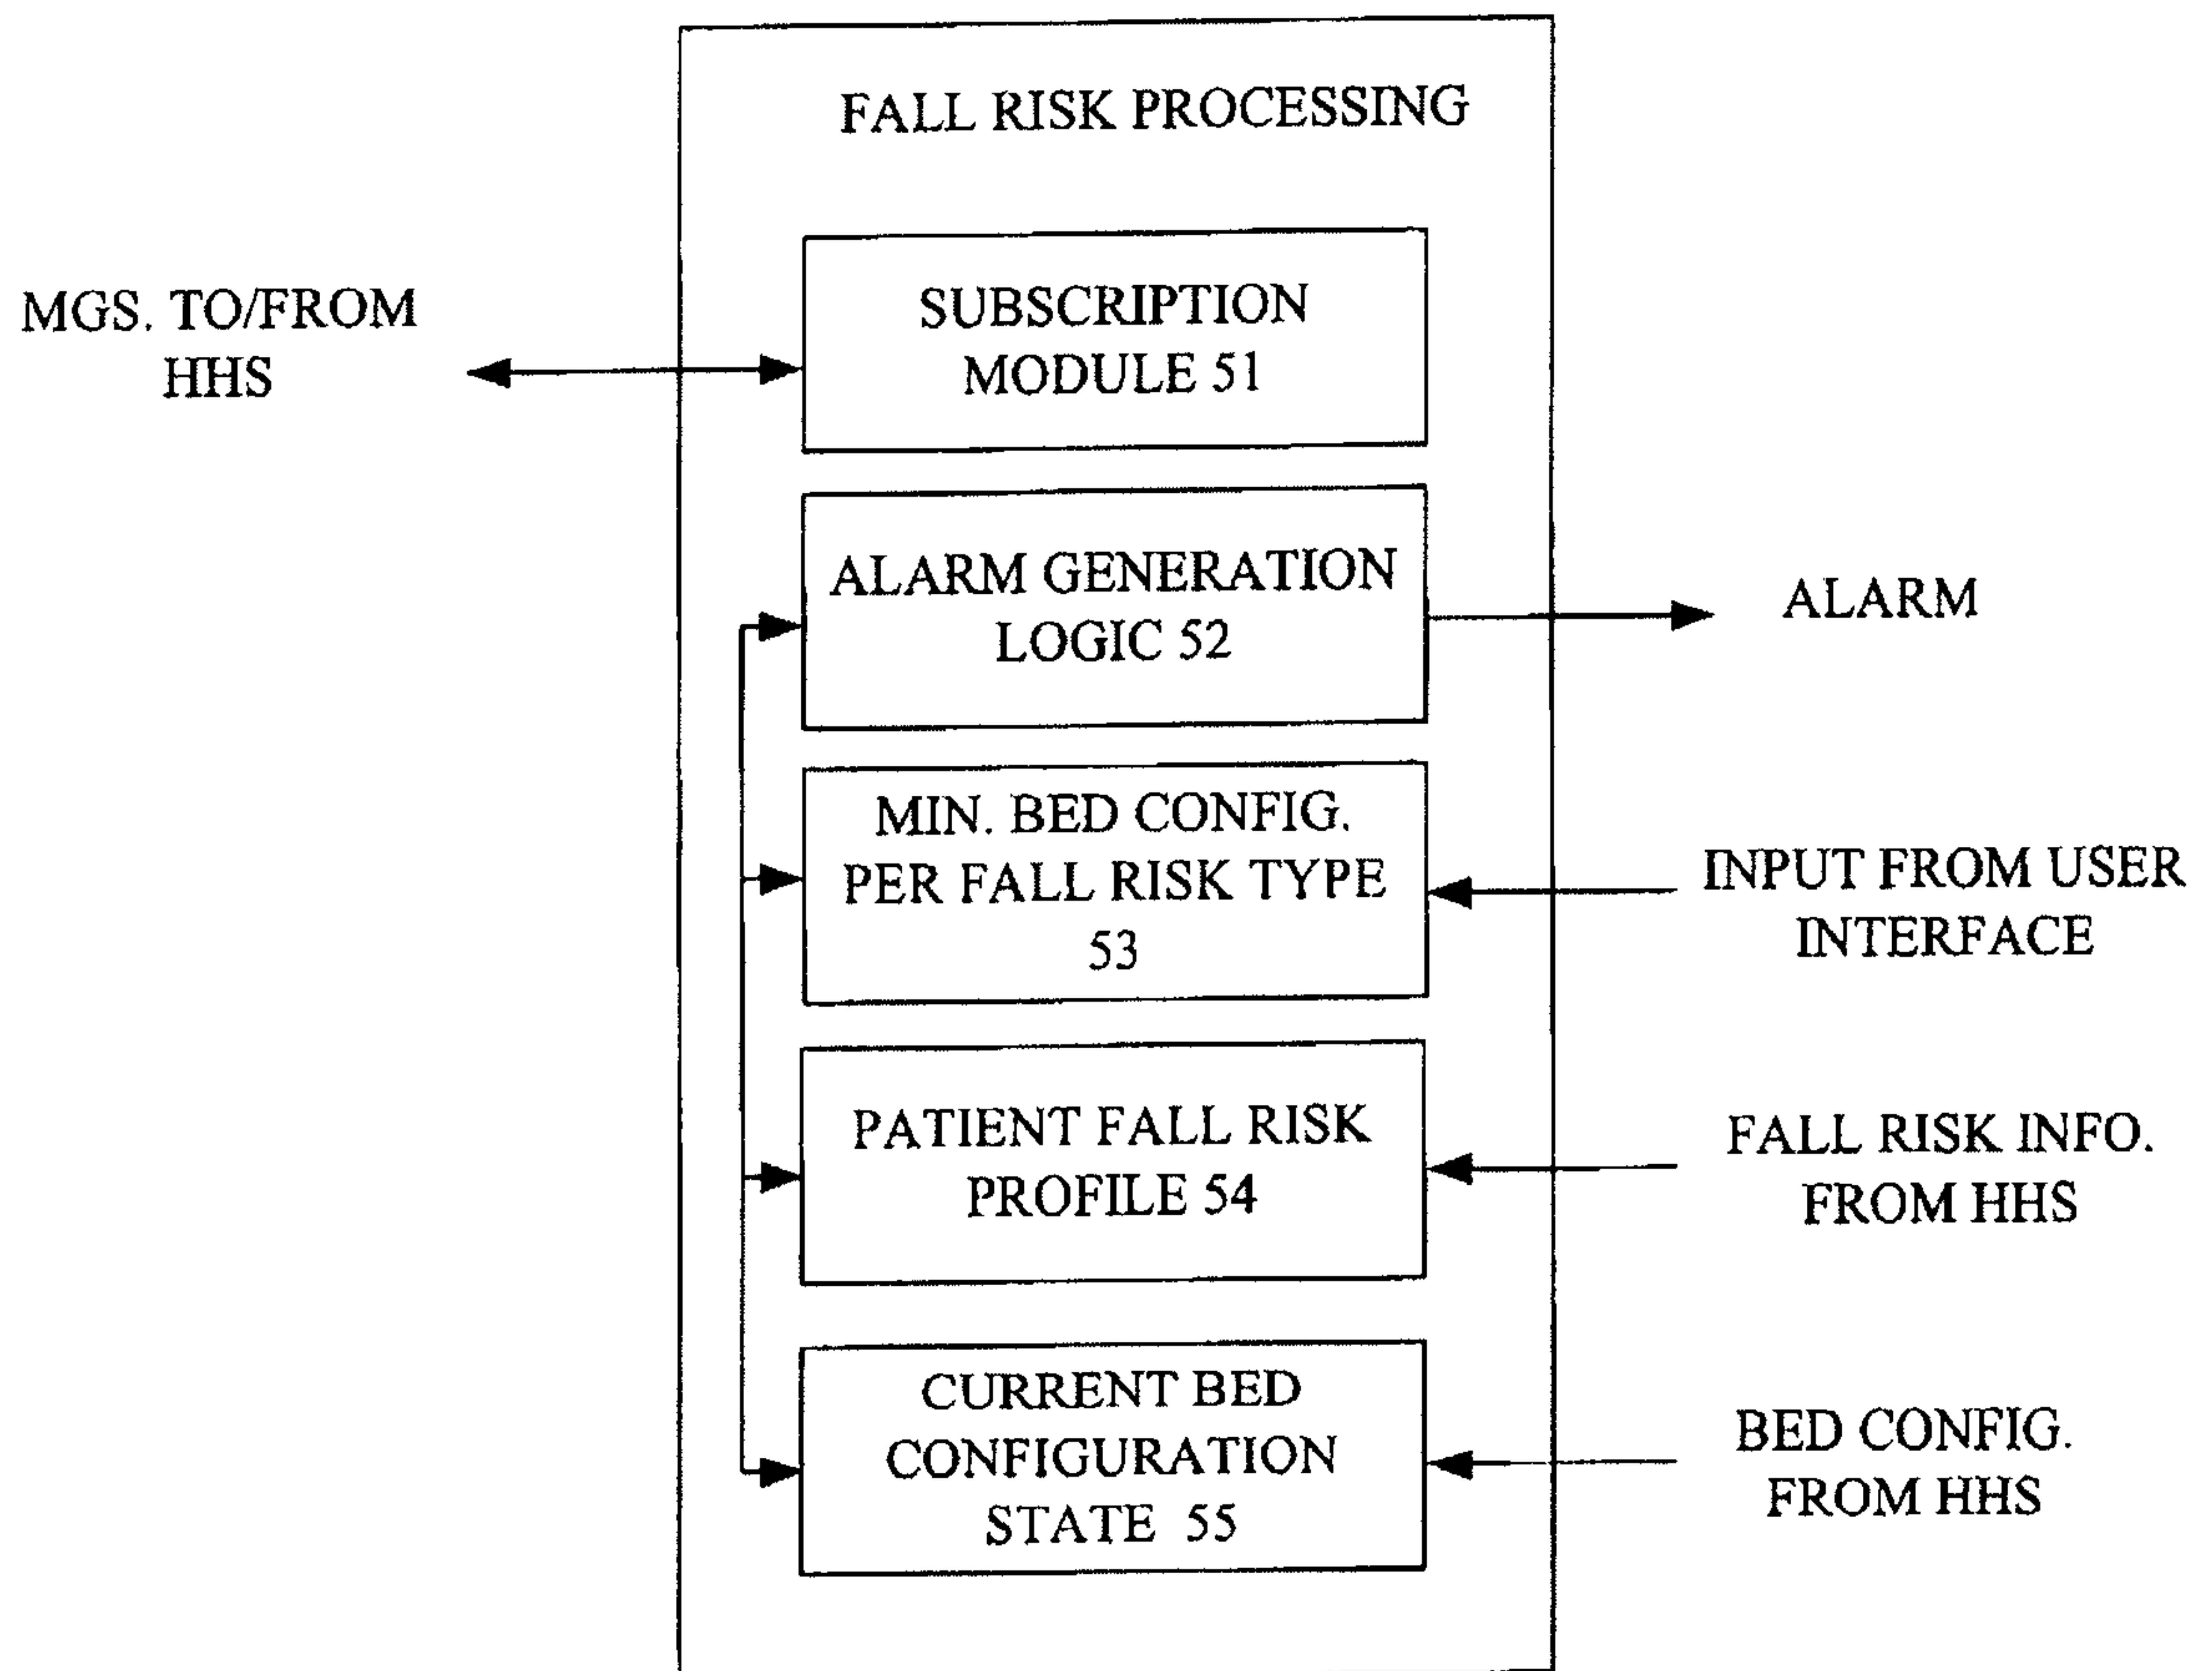 FALL RISK PROCESSING
MGS. TO/FROM
HHS
SUBSCRIPTION
MODULE 51
ALARM GENERATION
LOGIC 52
ALARM
MIN. BED CONFIG.
PER FALL RISK TYPE
53
INPUT FROM USER
INTERFACE
PATIENT FALL RISK
PROFILE 54
FALL RISK INFO.
FROM HHS
CURRENT BED
CONFIGURATION
STATE 55
BED CONFIG.
FROM HHS